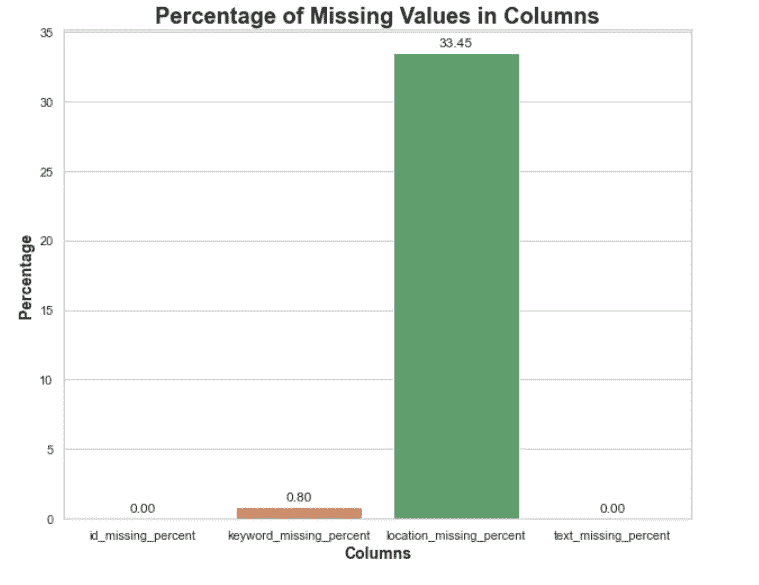 Percentage of Missing Values in Columns
35
33.45
30
25
20
Percentage
15
10
5
0.80
0.00
0.00
0
id_missing_percent
keyword_missing_percent
location_missing_percent
text_missing_percent
Columns